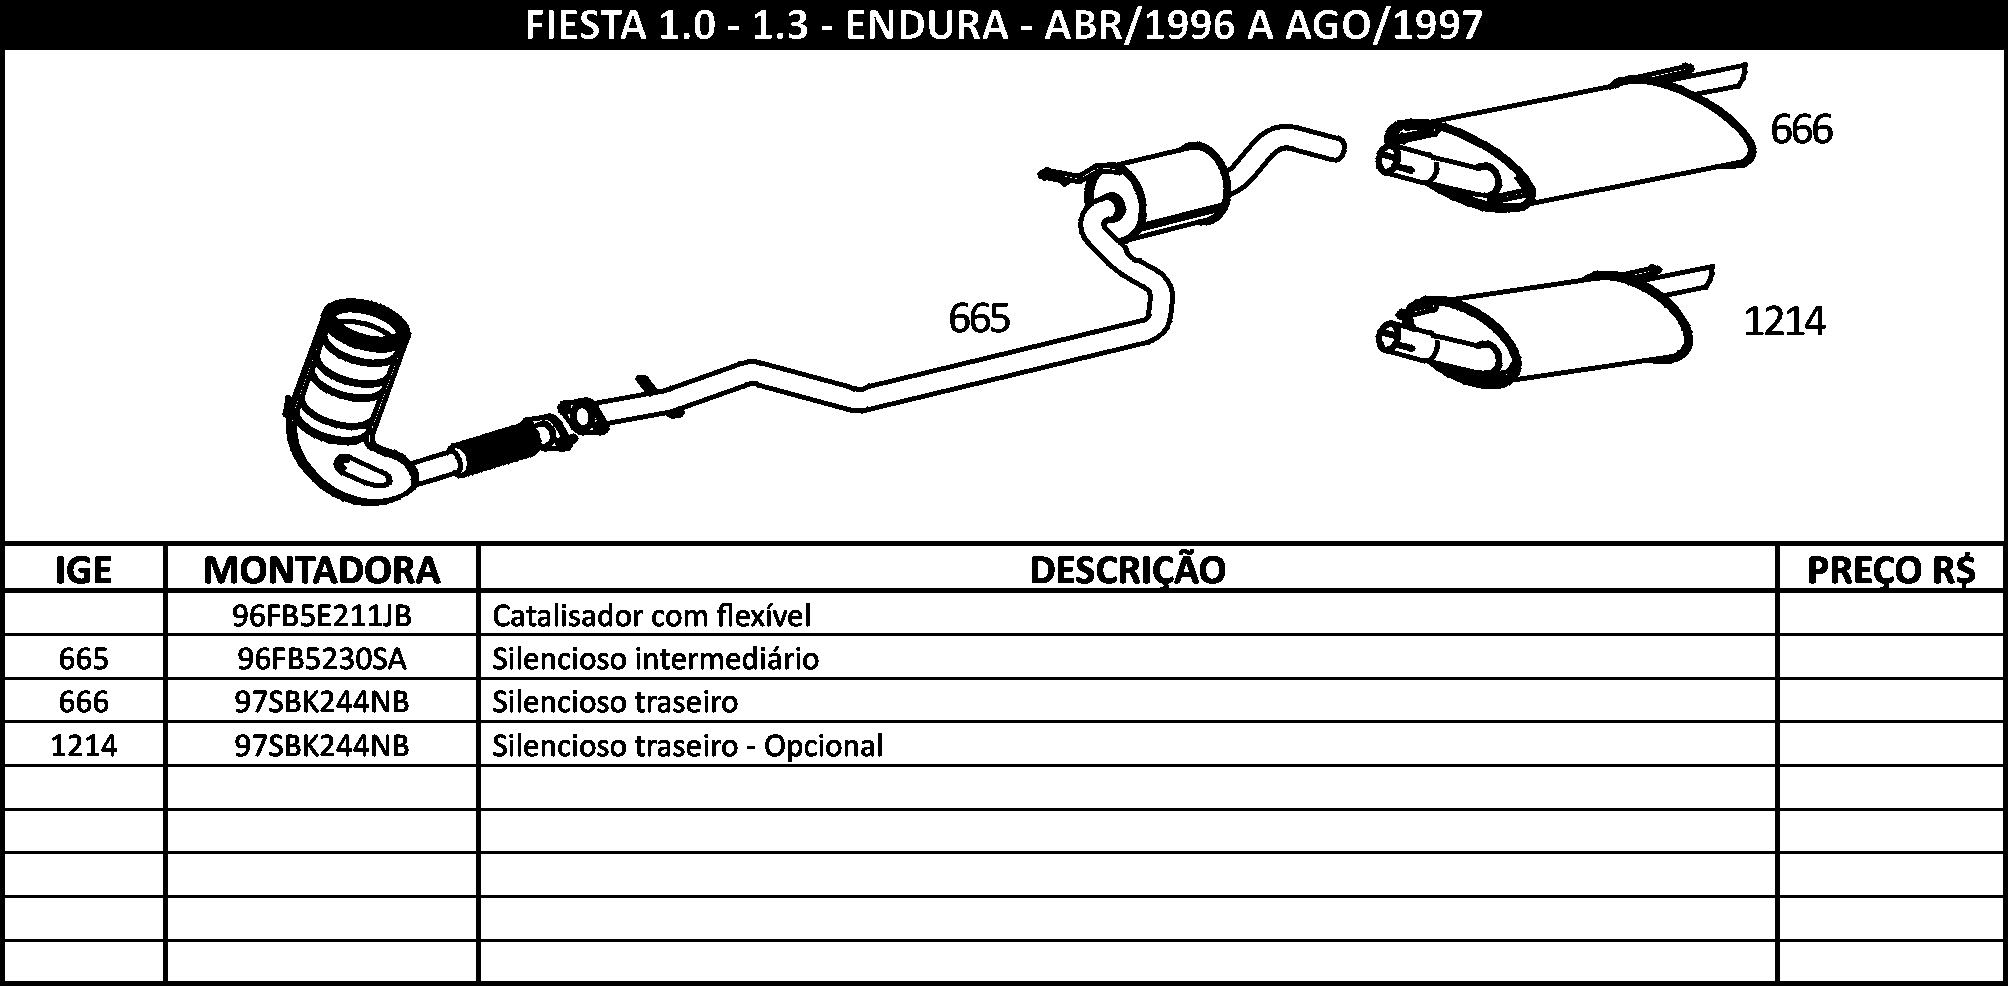 FIESTA 1.0 - 1.3 - ENDURA - ABR/1996 A AGO/1997
666
665
1214
IGE MONTADORA DESCRIÇÃO PREÇO R$
96FB5E211JB Catalisador com flexível
665 96FB5230SA Silencioso intermediário
666 97SBK244NB Silencioso traseiro
1214 97SBK244NB Silencioso traseiro - Opcional